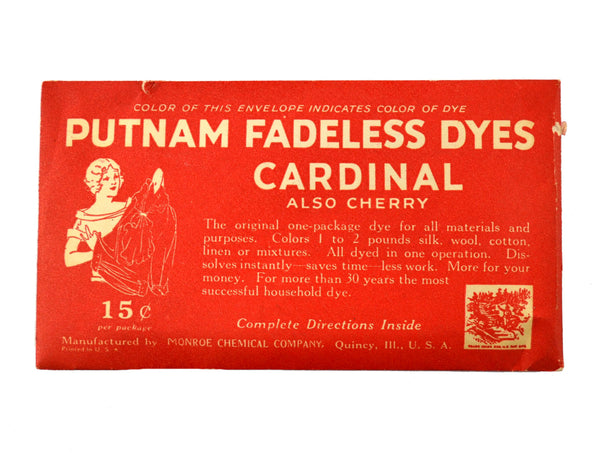 COLOR OF THIS ENVELOPE INDICATES COLOR OF DYE
PUTNAM FADELESS DYES
CARDINAL
ALSO CHERRY
The original one-package dye for all materials and
purposes. Colors 1 to 2 pounds silk, wool, cotton,
linen or mixtures. All dyed in one operation. Dis-
solves instantly—saves time—less work. More for your
money. For more than 30 years the most
successful household dye.
15¢
per package
Complete Directions Inside
Manufactured by MONROE CHEMICAL COMPANY, Quincy, Ill., U. S. A.
Printed in U. S. A.